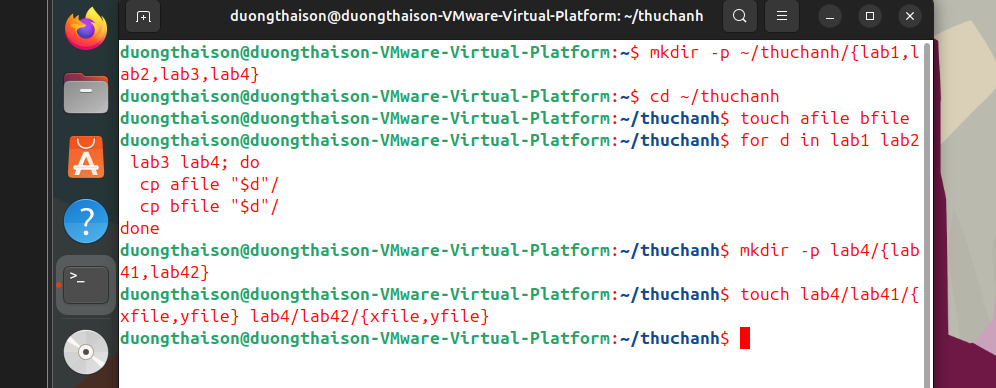 duongthaison@duongthaison-VMware-Virtual-Platform: ~/thuchanh
duongthaison@duongthaison-VMware-Virtual-Platform:~$ mkdir -p ~/thuchanh/{lab1,l
ab2,lab3,lab4}
duongthaison@duongthaison-VMware-Virtual-Platform:~$ cd ~/thuchanh
duongthaison@duongthaison-VMware-Virtual-Platform:~/thuchanh$ touch afile bfile
duongthaison@duongthaison-VMware-Virtual-Platform:~/thuchanh$ for d in lab1 lab2
 lab3 lab4; do
  cp afile "$d"/
  cp bfile "$d"/
done
duongthaison@duongthaison-VMware-Virtual-Platform:~/thuchanh$ mkdir -p lab4/{lab
41,lab42}
duongthaison@duongthaison-VMware-Virtual-Platform:~/thuchanh$ touch lab4/lab41/{
xfile,yfile} lab4/lab42/{xfile,yfile}
duongthaison@duongthaison-VMware-Virtual-Platform:~/thuchanh$